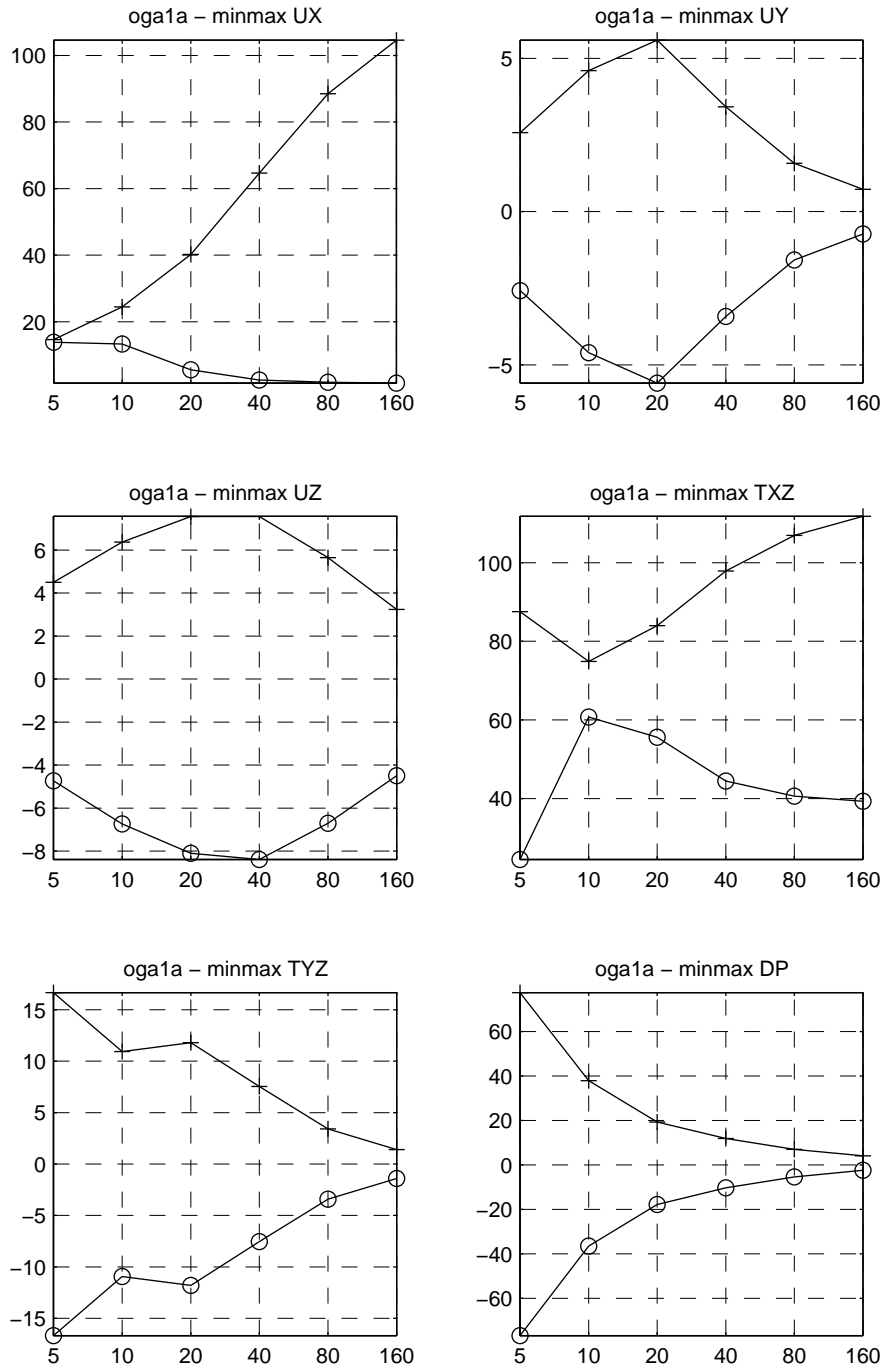 oga1a − minmax UX
100
80
60
40
20
5 10 20 40 80 160
oga1a − minmax UY
5
0
−5
5 10 20 40 80 160
oga1a − minmax UZ
6
4
2
0
−2
−4
−6
−8
5 10 20 40 80 160
oga1a − minmax TXZ
100
80
60
40
5 10 20 40 80 160
oga1a − minmax TYZ
15
10
5
0
−5
−10
−15
5 10 20 40 80 160
oga1a − minmax DP
60
40
20
0
−20
−40
−60
5 10 20 40 80 160